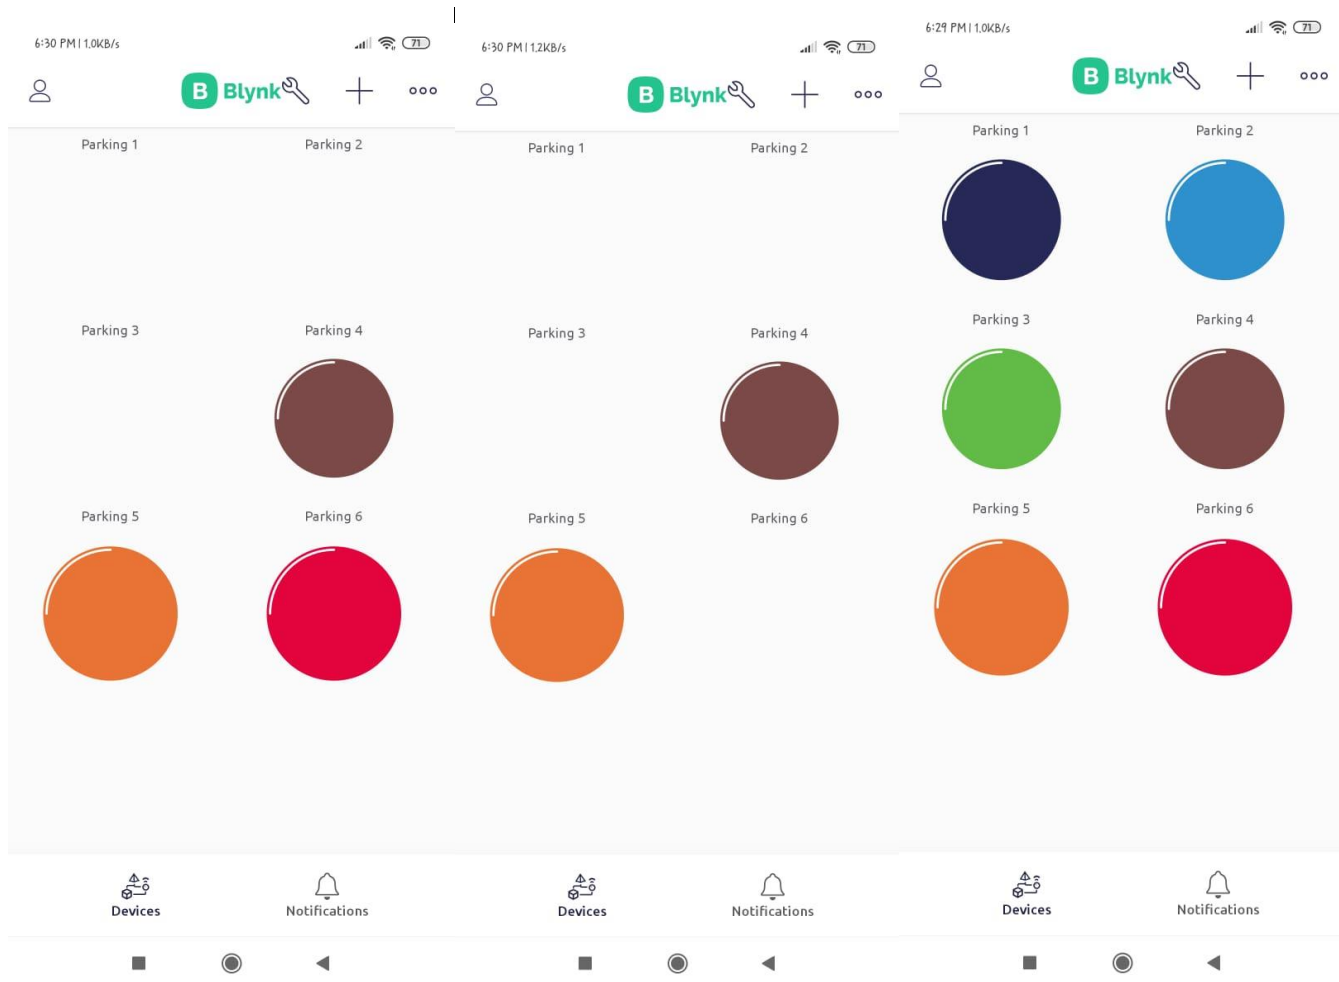 6:30 PM | 1,0KB/s
71
B Blynk
Parking 1
Parking 2
Parking 3
Parking 4
Parking 5
Parking 6
Devices
Notifications
6:30 PM | 1,2KB/s
71
B Blynk
Parking 1
Parking 2
Parking 3
Parking 4
Parking 5
Parking 6
Devices
Notifications
6:29 PM | 1,0KB/s
71
B Blynk
Parking 1
Parking 2
Parking 3
Parking 4
Parking 5
Parking 6
Devices
Notifications